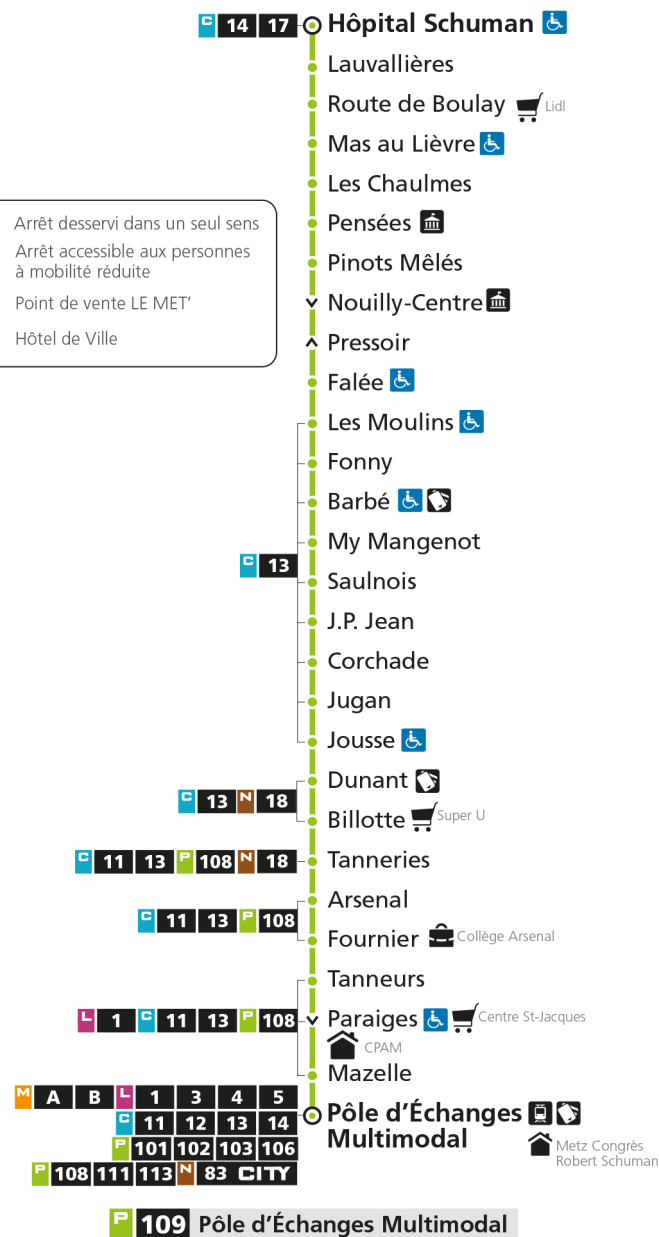 C 14 17 Hôpital Schuman
Lauvallières
Route de Boulay Lidl
Mas au Lièvre
Les Chaulmes
Arrêt desservi dans un seul sens
Arrêt accessible aux personnes
à mobilité réduite
Point de vente LE MET’
Hôtel de Ville
Pensées
Pinots Mêlés
Nouilly-Centre
Pressoir
Falée
Les Moulins
Fonny
Barbé
My Mangenot
C 13
Saulnois
J.P. Jean
Corchade
Jugan
Jousse
Dunant
C 13 N 18
Billotte Super U
C 11 13 P 108 N 18 Tanneries
Arsenal
C 11 13 P 108
Fournier Collège Arsenal
Tanneurs
L 1 C 11 13 P 108 Paraiges Centre St-Jacques
CPAM
Mazelle
M A B L 1 3 4 5
C 11 12 13 14
P 101 102 103 106
P 108 111 113 N 83 CITY
Pôle d’Échanges
Multimodal
Metz Congrès
Robert Schuman
P 109 Pôle d’Échanges Multimodal